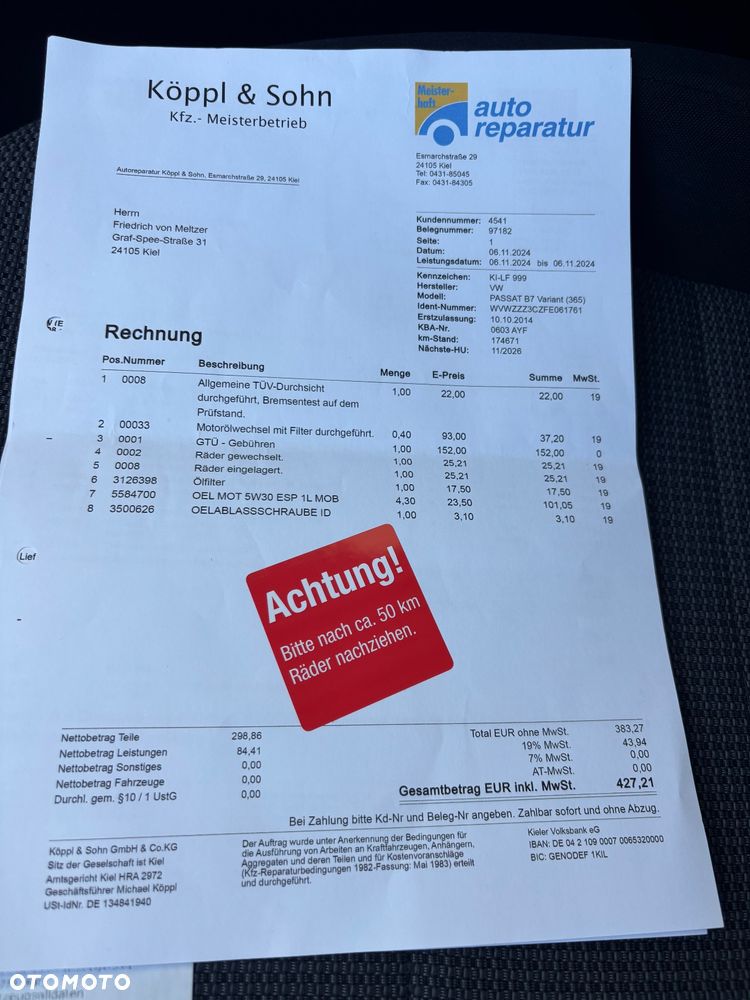 Köppl & Sohn
Kfz.- Meisterbetrieb
Meister-
haft
auto
reparatur
Autoreparatur Köppl & Sohn, Esmarchstraße 29, 24105 Kiel
Esmarchstraße 29
24105 Kiel
Tel: 0431-85045
Fax: 0431-84305
Herrn
Friedrich von Meltzer
Graf-Spee-Straße 31
24105 Kiel
Kundennummer: 4541
Belegnummer: 97182
Seite: 1
Datum: 06.11.2024
Leistungsdatum: 06.11.2024 bis 06.11.2024
Kennzeichen: KI-LF 999
Hersteller: VW
Modell: PASSAT B7 Variant (365)
Ident-Nummer: WVWZZZ3CZFE061761
Erstzulassung: 10.10.2014
KBA-Nr. 0603 AYF
km-Stand: 174671
Nächste-HU: 11/2026
Rechnung
Pos.Nummer Beschreibung Menge E-Preis Summe MwSt.
1 0008 Allgemeine TÜV-Durchsicht 1,00 22,00 22,00 19
durchgeführt, Bremsentest auf dem
Prüfstand.
2 00033 Motorölwechsel mit Filter durchgeführt. 0,40 93,00 37,20 19
3 0001 GTÜ - Gebühren 1,00 152,00 152,00 0
4 0002 Räder gewechselt. 1,00 25,21 25,21 19
5 0008 Räder eingelagert. 1,00 25,21 25,21 19
6 3126398 Ölfilter 1,00 17,50 17,50 19
7 5584700 OEL MOT 5W30 ESP 1L MOB 4,30 23,50 101,05 19
8 3500626 OELABLASSSCHRAUBE ID 1,00 3,10 3,10 19
(Lief
Achtung!
Bitte nach ca. 50 km
Räder nachziehen.
Nettobetrag Teile 298,86
Nettobetrag Leistungen 84,41
Nettobetrag Sonstiges 0,00
Nettobetrag Fahrzeuge 0,00
Durchl. gem. §10 / 1 UstG 0,00
Total EUR ohne MwSt. 383,27
19% MwSt. 43,94
7% MwSt. 0,00
AT-MwSt. 0,00
Gesamtbetrag EUR inkl. MwSt. 427,21
Bei Zahlung bitte Kd-Nr und Beleg-Nr angeben. Zahlbar sofort und ohne Abzug.
Köppl & Sohn GmbH & Co.KG
Sitz der Gesellschaft ist Kiel
Amtsgericht Kiel HRA 2972
Geschäftsführer Michael Köppl
USt-IdNr. DE 134841940
Der Auftrag wurde unter Anerkennung der Bedingungen für
die Ausführung von Arbeiten an Kraftfahrzeugen, Anhängern,
Aggregaten und deren Teilen und für Kostenvoranschläge
(Kfz-Reparaturbedingungen 1982-Fassung: Mai 1983) erteilt
und durchgeführt.
Kieler Volksbank eG
IBAN: DE 04 2 109 0007 0065320000
BIC: GENODEF 1KIL
OTOMOTO